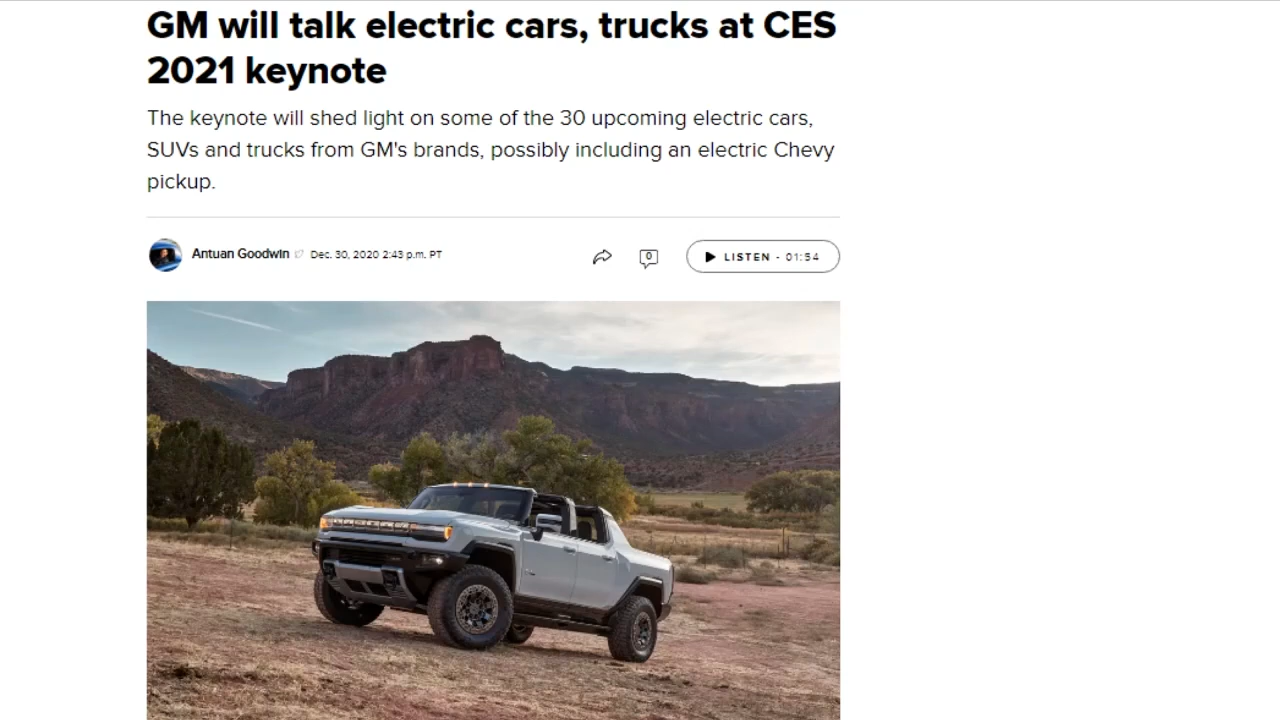 GM will talk electric cars, trucks at CES
2021 keynote
The keynote will shed light on some of the 30 upcoming electric cars,
SUVs and trucks from GM's brands, possibly including an electric Chevy
pickup.
Antuan Goodwin Dec. 30, 2020 2:43 p.m. PT
0
LISTEN - 01:54